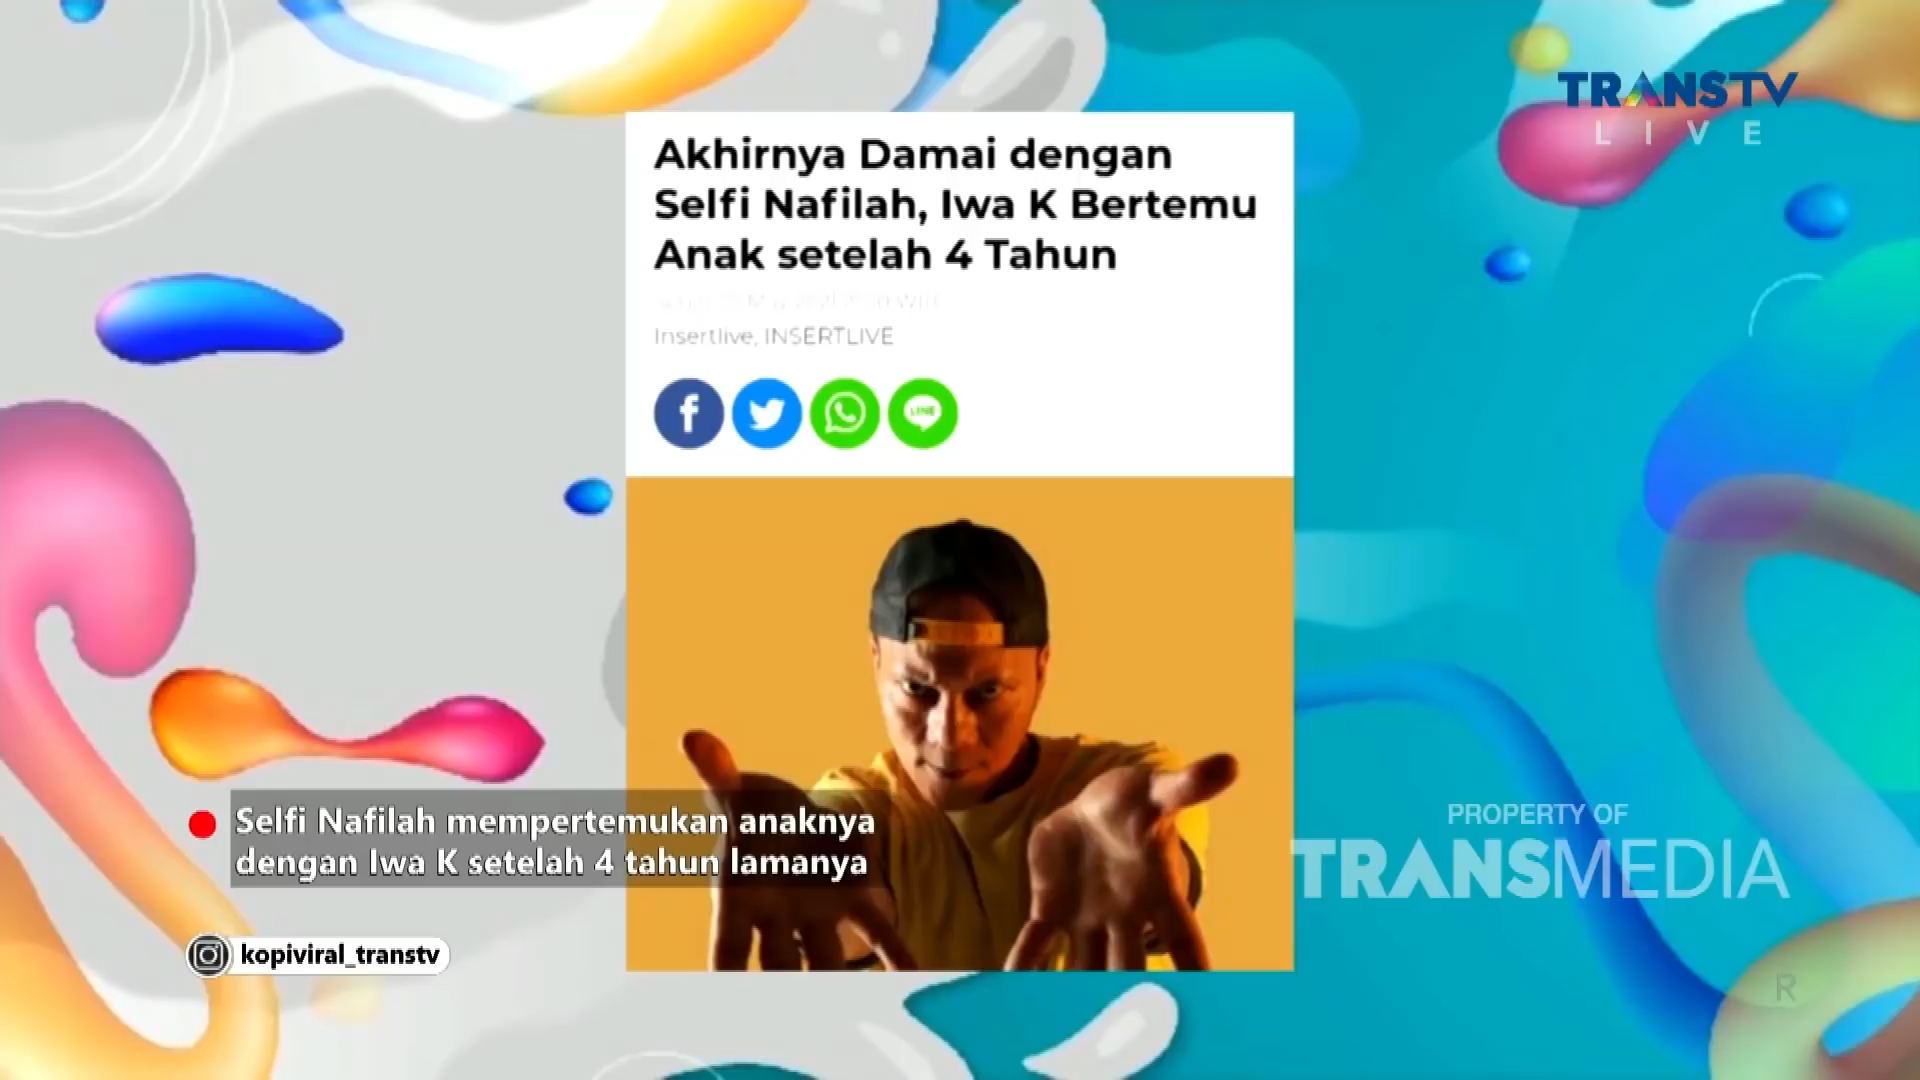 TRANSTV
LIVE
Akhirnya Damai dengan
Selfi Nafilah, Iwa K Bertemu
Anak setelah 4 Tahun
Insertlive, INSERTLIVE
f
LINE
Selfi Nafilah mempertemukan anaknya
dengan Iwa K setelah 4 tahun lamanya
PROPERTY OF
TRANSMEDIA
kopiviral_transtv
R